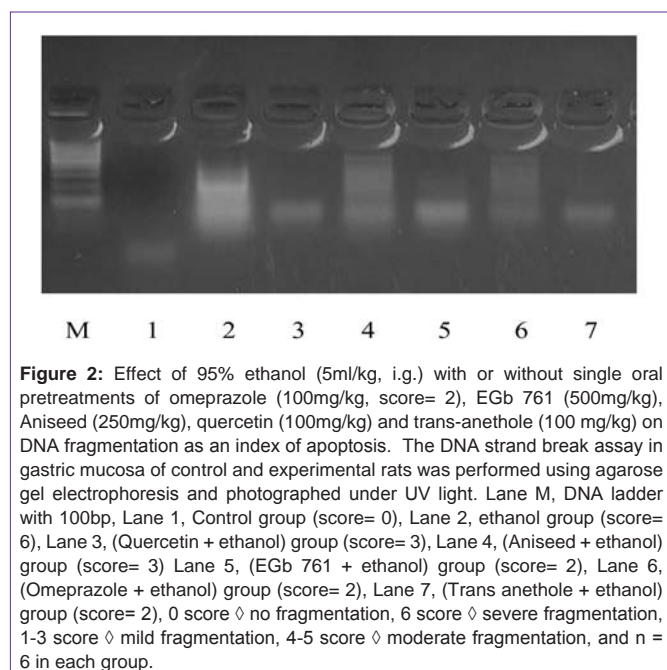 M 1 2 3 4 5 6 7
Figure 2: Effect of 95% ethanol (5ml/kg, i.g.) with or without single oral
pretreatments of omeprazole (100mg/kg, score= 2), EGb 761 (500mg/kg),
Aniseed (250mg/kg), quercetin (100mg/kg) and trans-anethole (100 mg/kg) on
DNA fragmentation as an index of apoptosis. The DNA strand break assay in
gastric mucosa of control and experimental rats was performed using agarose
gel electrophoresis and photographed under UV light. Lane M, DNA ladder
with 100bp, Lane 1, Control group (score= 0), Lane 2, ethanol group (score=
6), Lane 3, (Quercetin + ethanol) group (score= 3), Lane 4, (Aniseed + ethanol)
group (score= 3) Lane 5, (EGb 761 + ethanol) group (score= 2), Lane 6,
(Omeprazole + ethanol) group (score= 2), Lane 7, (Trans anethole + ethanol)
group (score= 2), 0 score ◊ no fragmentation, 6 score ◊ severe fragmentation,
1-3 score ◊ mild fragmentation, 4-5 score ◊ moderate fragmentation, and n =
6 in each group.